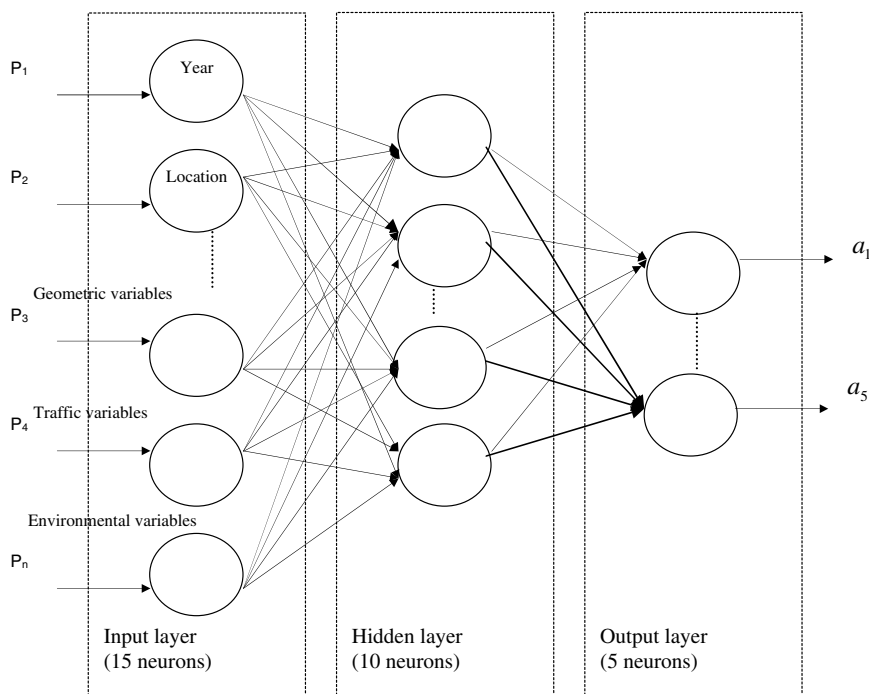 P1
Year
P2
Location
Geometric variables
P3
Traffic variables
P4
Environmental variables
Pn
a1
a5
Input layer
(15 neurons)
Hidden layer
(10 neurons)
Output layer
(5 neurons)